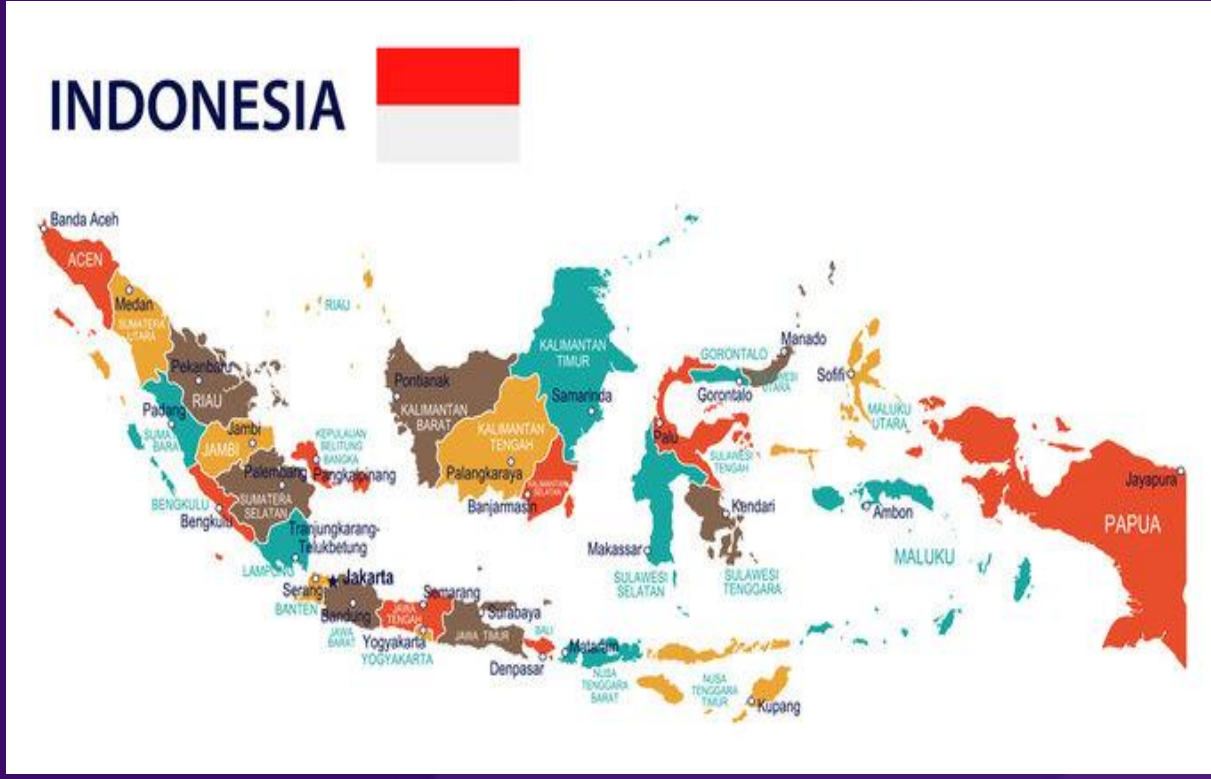 INDONESIA
Banda Aceh
ACEN
Medan
SUMATERA
UTARA
RIAU
Pekanbaru
RIAU
Padang
SUMAT
BARA
Jambi
JAMBI
KEPULAUAN
BELITUNG
BANGKA
Pangkalpinang
Palembang
SUMATERA
SELATAN
BENGKULU
Bengkulu
Tranjungkarang-
Telukbetung
LAMPUNG
Jakarta
Serang
BANTEN
Bandung
JAWA
BARAT
JAWA
TENGAH
Semarang
Yogyakarta
YOGYAKARTA
JAWA TIMUR
Surabaya
BALI
Denpasar
Mataram
NUSA
TENGGARA
BARAT
NUSA
TENGGARA
TIMUR
Kupang
Pontianak
KALIMANTAN
BARAT
KALIMANTAN
TENGAH
Palangkaraya
KALIMANTAN
TIMUR
Samarinda
KALIMANTAN
SELATAN
Banjarmasin
GORONTALO
Gorontalo
Manado
SULAWESI
UTARA
Palu
SULAWESI
TENGAH
Kendari
Makassar
SULAWESI
SELATAN
SULAWESI
TENGGARA
Sofifi
MALUKU
UTARA
Ambon
MALUKU
Jayapura
PAPUA